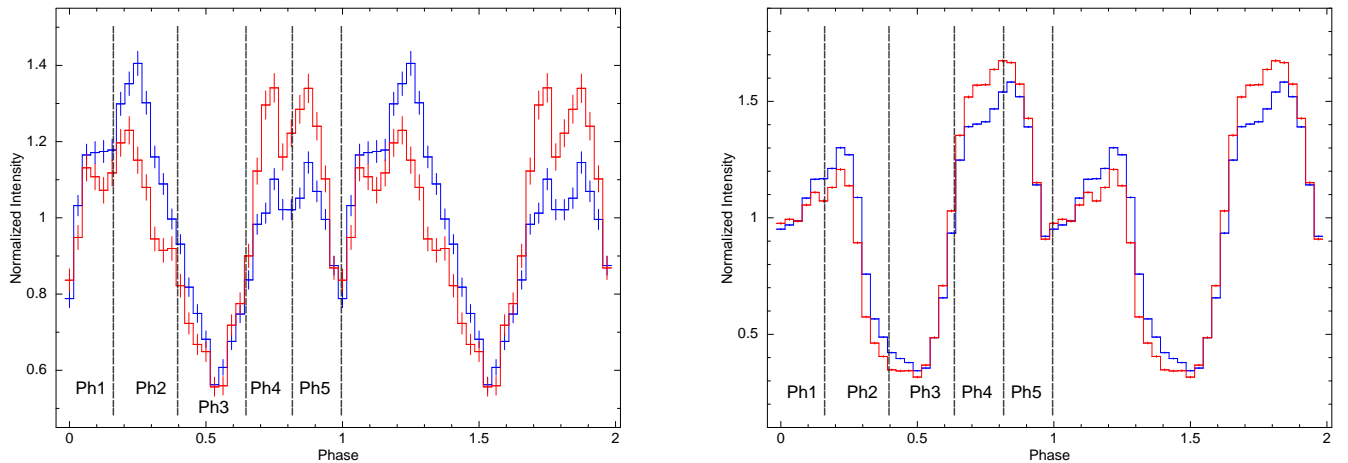 Normalized Intensity
1.4
1.2
1
0.8
0.6
Ph1
Ph2
Ph3
Ph4
Ph5
0
0.5
1
1.5
2
Phase
Normalized Intensity
1.5
1
0.5
Ph1
Ph2
Ph3
Ph4
Ph5
0
0.5
1
1.5
2
Phase